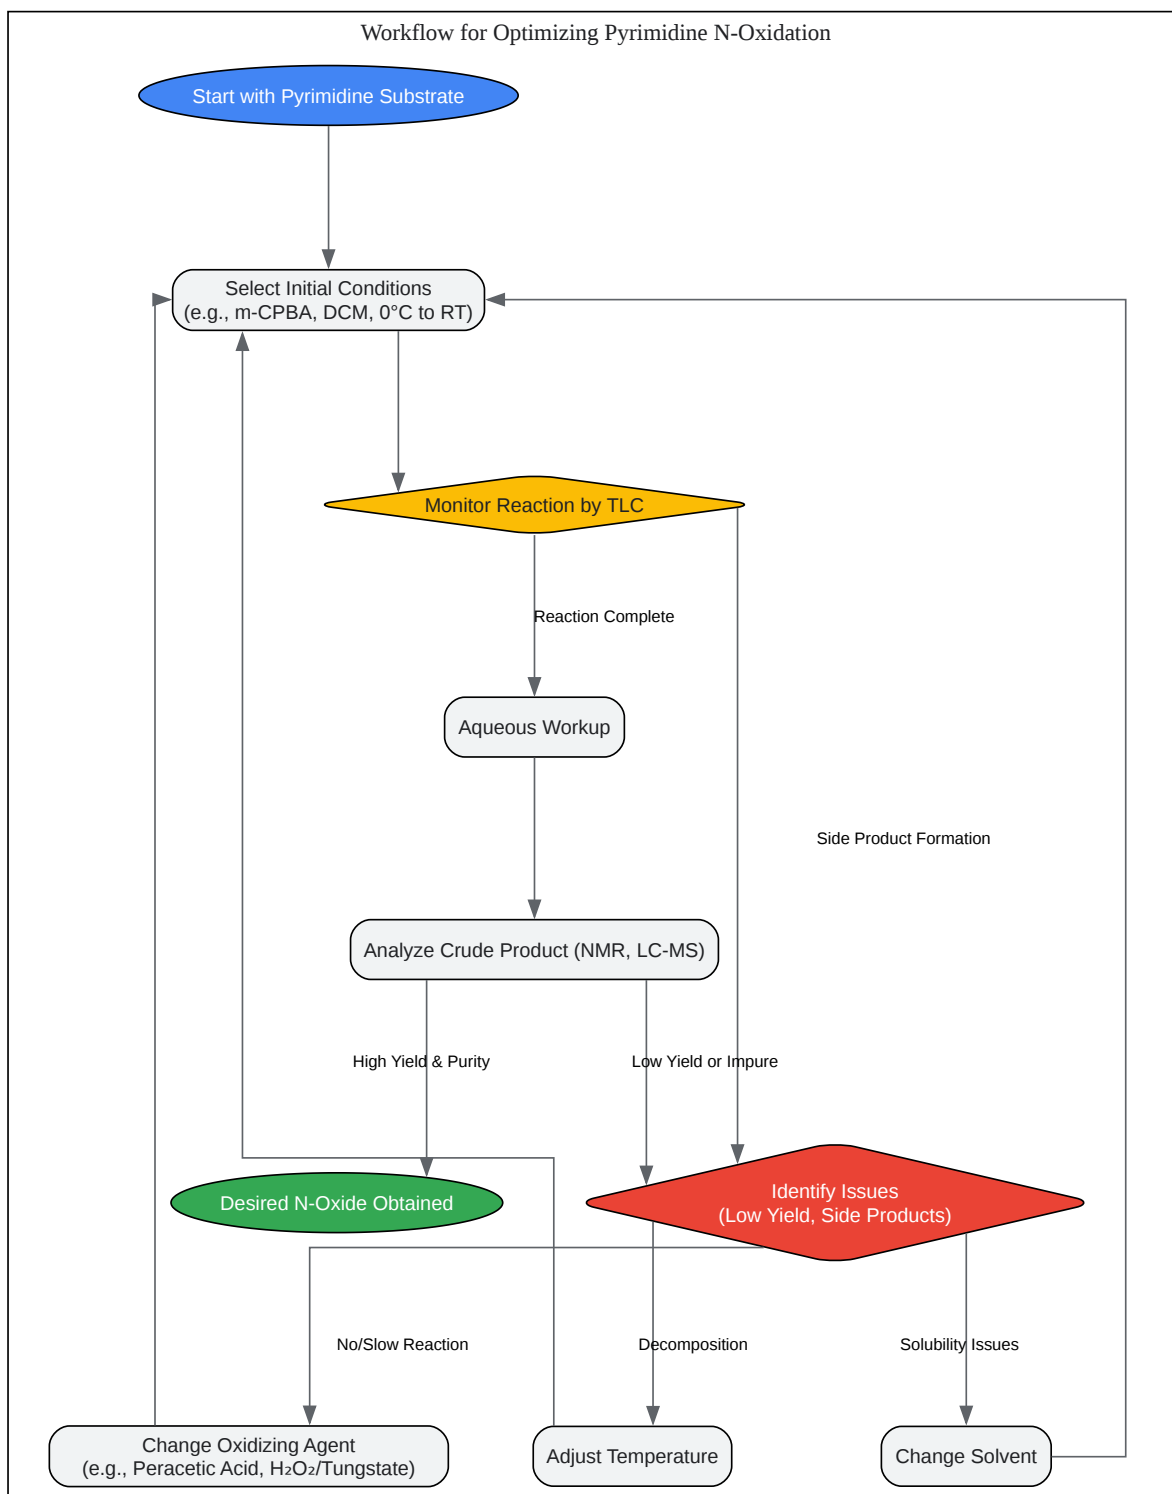 Workflow for Optimizing Pyrimidine N-Oxidation
Start with Pyrimidine Substrate
Select Initial Conditions
(e.g., m-CPBA, DCM, 0°C to RT)
Monitor Reaction by TLC
Reaction Complete
Aqueous Workup
Side Product Formation
Analyze Crude Product (NMR, LC-MS)
High Yield & Purity
Low Yield or Impure
Desired N-Oxide Obtained
Identify Issues
(Low Yield, Side Products)
No/Slow Reaction
Decomposition
Solubility Issues
Change Oxidizing Agent
(e.g., Peracetic Acid, H₂O₂/Tungstate)
Adjust Temperature
Change Solvent